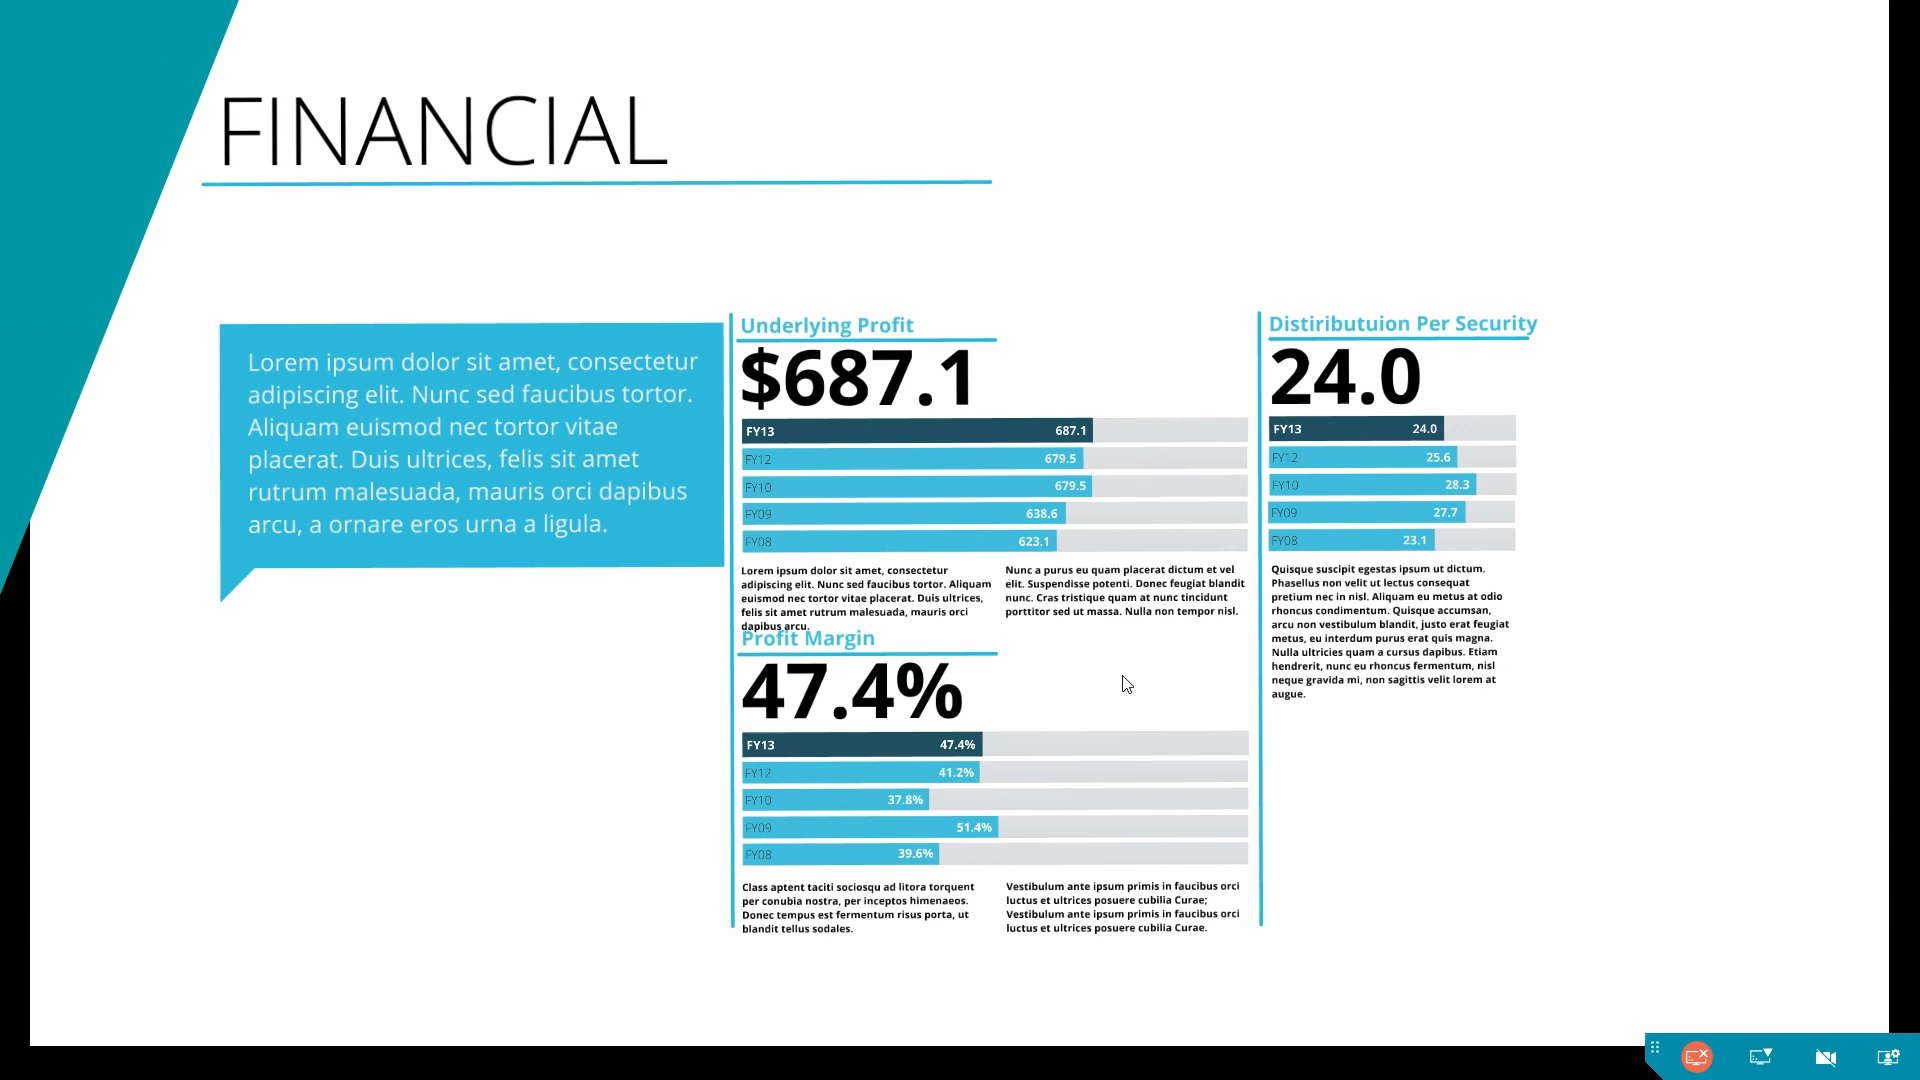 FINANCIAL
Lorem ipsum dolor sit amet, consectetur
adipiscing elit. Nunc sed faucibus tortor.
Aliquam euismod nec tortor vitae
placerat. Duis ultrices, felis sit amet
rutrum malesuada, mauris orci dapibus
arcu, a ornare eros urna a ligula.
Underlying Profit
$687.1
FY13 687.1
FY12 679.5
FY10 679.5
FY09 638.6
FY08 623.1
Lorem ipsum dolor sit amet, consectetur
adipiscing elit. Nunc sed faucibus tortor. Aliquam
euismod nec tortor vitae placerat. Duis ultrices,
felis sit amet rutrum malesuada, mauris orci
dapibus arcu.
Nunc a purus eu quam placerat dictum et vel
elit. Suspendisse potenti. Donec feugiat blandit
nunc. Cras tristique quam at nunc tincidunt
porttitor sed ut massa. Nulla non tempor nisl.
Profit Margin
47.4%
FY13 47.4%
FY12 41.2%
FY10 37.8%
FY09 51.4%
FY08 39.6%
Class aptent taciti sociosqu ad litora torquent
per conubia nostra, per inceptos himenaeos.
Donec tempus est fermentum risus porta, ut
blandit tellus sodales.
Vestibulum ante ipsum primis in faucibus orci
luctus et ultrices posuere cubilia Curae;
Vestibulum ante ipsum primis in faucibus orci
luctus et ultrices posuere cubilia Curae.
Distiributuion Per Security
24.0
FY13 24.0
FY12 25.6
FY10 28.3
FY09 27.7
FY08 23.1
Quisque suscipit egestas ipsum ut dictum.
Phasellus non velit ut lectus consequat
pretium nec in nisl. Aliquam eu metus at odio
rhoncus condimentum. Quisque accumsan,
arcu non vestibulum blandit, justo erat feugiat
metus, eu interdum purus erat quis magna.
Nulla ultricies quam a cursus dapibus. Etiam
hendrerit, nunc eu rhoncus fermentum, nisl
neque gravida mi, non sagittis velit lorem at
augue.